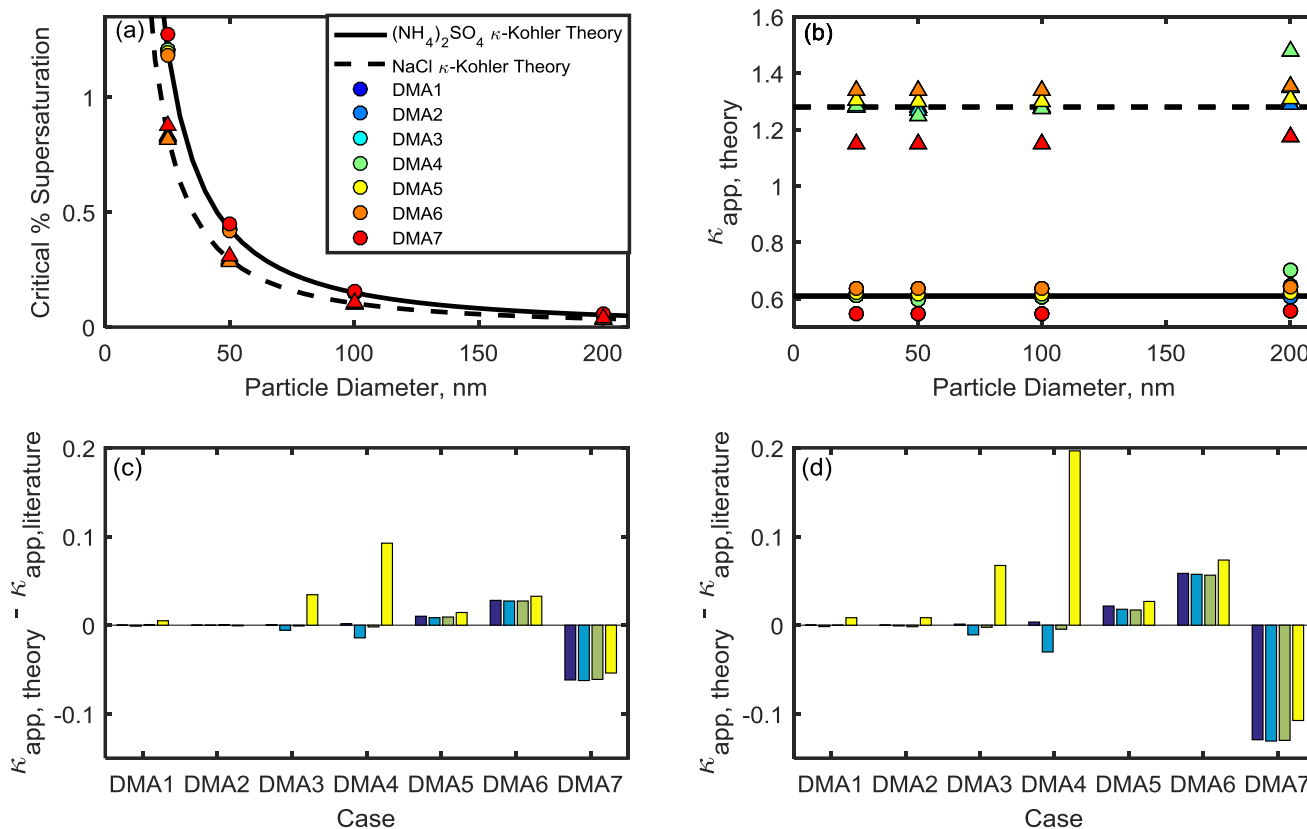 (a)
(NH4)2SO4 κ-Kohler Theory
NaCl κ-Kohler Theory
DMA1
DMA2
DMA3
DMA4
DMA5
DMA6
DMA7
Critical % Supersaturation
1
0.5
0
0
50
100
150
200
Particle Diameter, nm
(b)
κapp, theory
1.6
1.4
1.2
1
0.8
0.6
0
50
100
150
200
Particle Diameter, nm
(c)
κapp, theory - κapp,literature
0.2
0.1
0
-0.1
DMA1 DMA2 DMA3 DMA4 DMA5 DMA6 DMA7
Case
(d)
κapp, theory - κapp,literature
0.2
0.1
0
-0.1
DMA1 DMA2 DMA3 DMA4 DMA5 DMA6 DMA7
Case